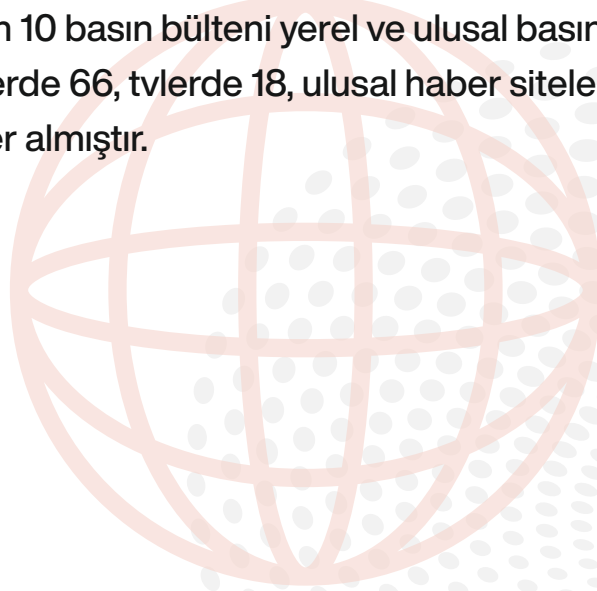 n 10 basın bülteni yerel ve ulusal basın
erde 66, tvlerde 18, ulusal haber sitele
er almıştır.